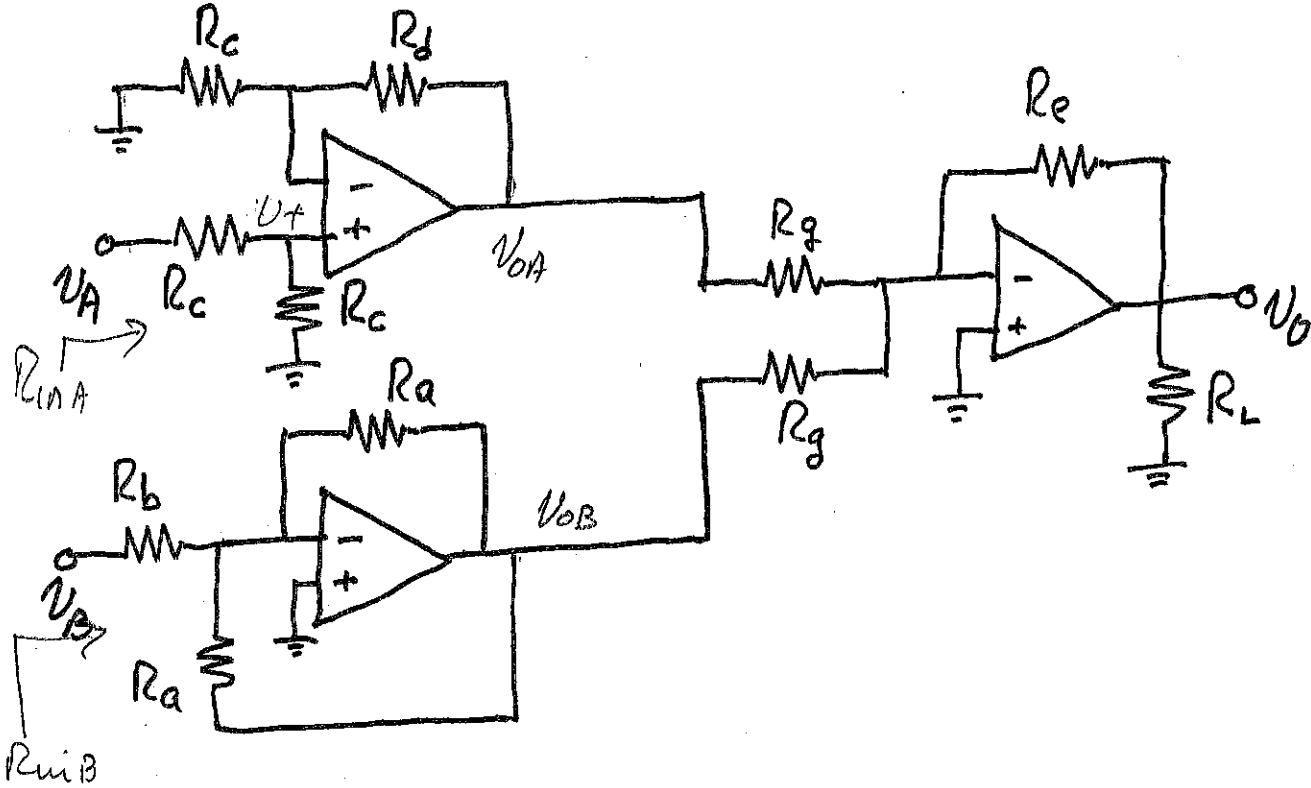 Rc
Rd
Re
-
+
V+
VOA
VA
Rc
Rc
RinA
Rg
-
+
VO
Rg
RL
Ra
Rb
-
+
VOB
VB
Ra
RinB